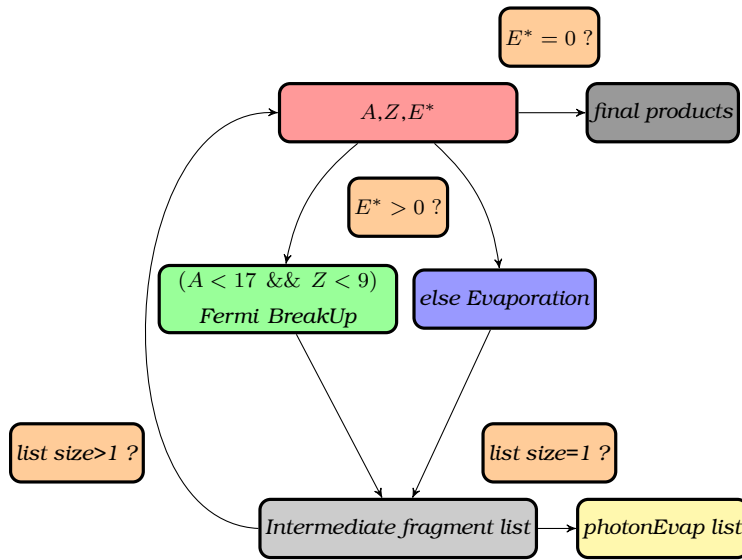 E* = 0 ?
A,Z,E*
final products
E* > 0 ?
(A < 17 && Z < 9)
Fermi BreakUp
else Evaporation
list size>1 ?
list size=1 ?
Intermediate fragment list
photonEvap list